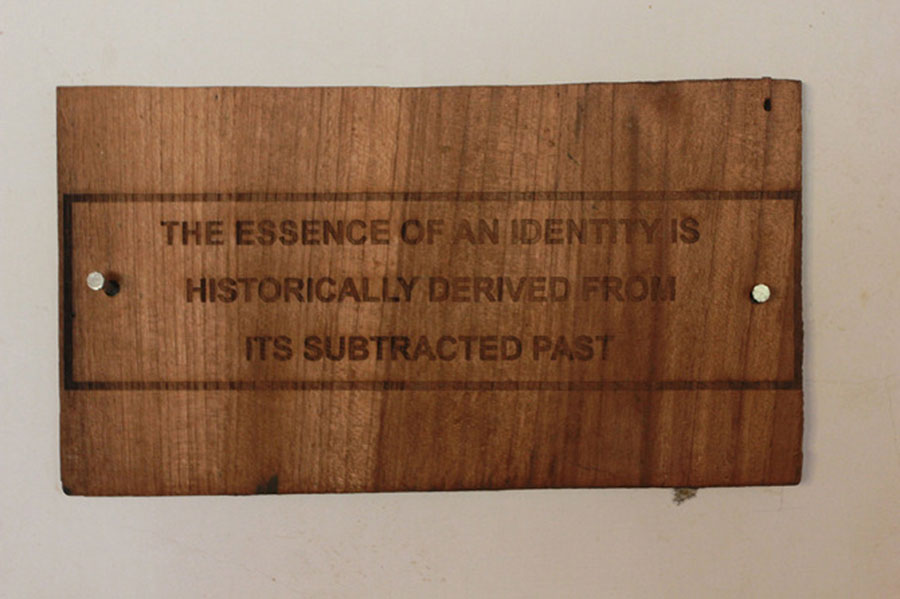 THE ESSENCE OF AN IDENTITY IS
HISTORICALLY DERIVED FROM
ITS SUBTRACTED PAST